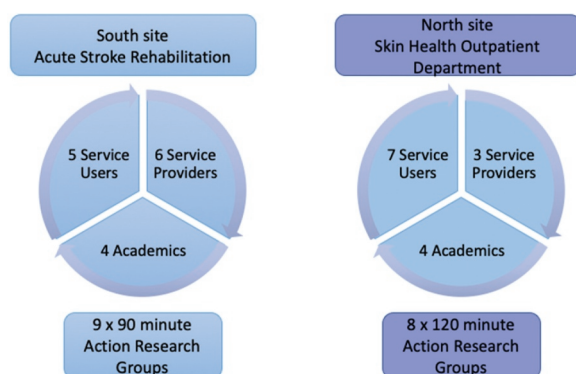 South site
Acute Stroke Rehabilitation
5 Service
Users
6 Service
Providers
4 Academics
9 x 90 minute
Action Research
Groups
North site
Skin Health Outpatient
Department
7 Service
Users
3 Service
Providers
4 Academics
8 x 120 minute
Action Research
Groups